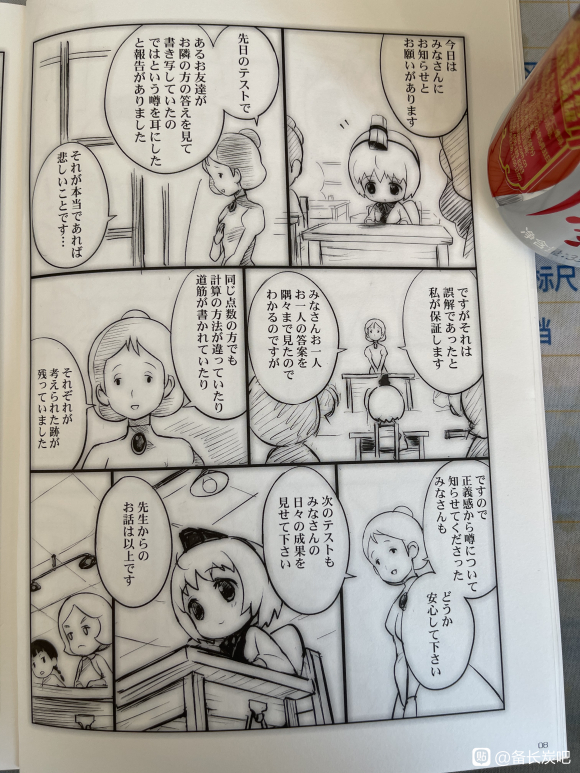 今日は
みなさんに
お知らせと
お願いがあります
先日のテストで
あるお友達が
お隣の方の答えを見て
書き写していたの
ではという噂を耳にした
と報告がありました
それが本当であれば
悲しいことです…
ですがそれは
誤解であったと
私が保証します
みなさんお一人
お一人の答案を
隅々まで見たので
わかるのですが
同じ点数の方でも
計算の方法が違っていたり
道筋が書かれていたり
それぞれが
考えられた跡が
残っていました
ですので
正義感から噂について
知らせてくださった
みなさんも
どうか
安心して下さい
次のテストも
みなさんの
日々の成果を
見せて下さい
先生からの
お話は以上です
净含量
标尺
当
08
貼 @备长炭吧